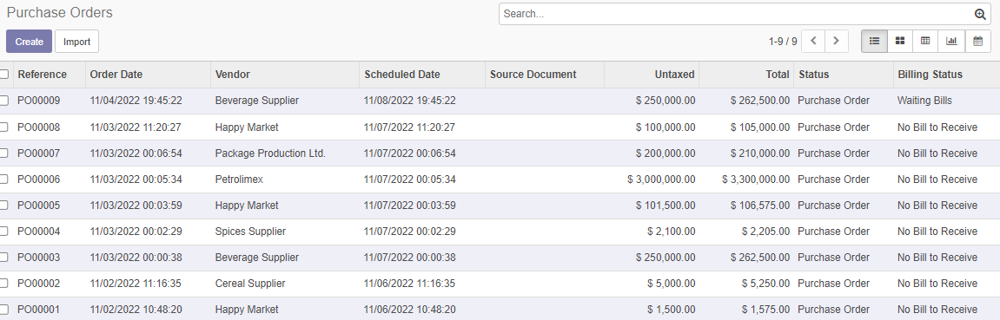 Purchase Orders
Search...
Create Import 1-9 / 9
Reference Order Date Vendor Scheduled Date Source Document Untaxed Total Status Billing Status
PO00009 11/04/2022 19:45:22 Beverage Supplier 11/08/2022 19:45:22 $ 250,000.00 $ 262,500.00 Purchase Order Waiting Bills
PO00008 11/03/2022 11:20:27 Happy Market 11/07/2022 11:20:27 $ 100,000.00 $ 105,000.00 Purchase Order No Bill to Receive
PO00007 11/03/2022 00:06:54 Package Production Ltd. 11/07/2022 00:06:54 $ 200,000.00 $ 210,000.00 Purchase Order No Bill to Receive
PO00006 11/03/2022 00:05:34 Petrolimex 11/07/2022 00:05:34 $ 3,000,000.00 $ 3,300,000.00 Purchase Order No Bill to Receive
PO00005 11/03/2022 00:03:59 Happy Market 11/07/2022 00:03:59 $ 101,500.00 $ 106,575.00 Purchase Order No Bill to Receive
PO00004 11/03/2022 00:02:29 Spices Supplier 11/07/2022 00:02:29 $ 2,100.00 $ 2,205.00 Purchase Order No Bill to Receive
PO00003 11/03/2022 00:00:38 Beverage Supplier 11/07/2022 00:00:38 $ 250,000.00 $ 262,500.00 Purchase Order No Bill to Receive
PO00002 11/02/2022 11:16:35 Cereal Supplier 11/06/2022 11:16:35 $ 5,000.00 $ 5,250.00 Purchase Order No Bill to Receive
PO00001 11/02/2022 10:48:20 Happy Market 11/06/2022 10:48:20 $ 1,500.00 $ 1,575.00 Purchase Order No Bill to Receive